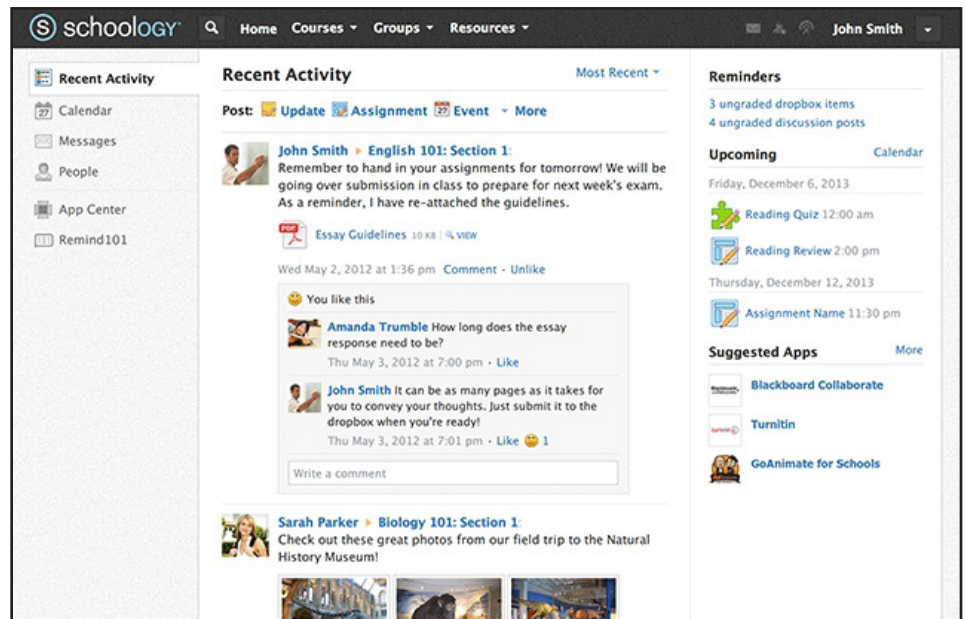 schoology
Home Courses Groups Resources
John Smith
Recent Activity
27 Calendar
Messages
People
App Center
Remind101
Recent Activity
Most Recent
Post: Update Assignment 27 Event More
John Smith English 101: Section 1:
Remember to hand in your assignments for tomorrow! We will be
going over submission in class to prepare for next week's exam.
As a reminder, I have re-attached the guidelines.
PDF Essay Guidelines 10 KB | VIEW
Wed May 2, 2012 at 1:36 pm Comment · Unlike
You like this
Amanda Trumble How long does the essay
response need to be?
Thu May 3, 2012 at 7:00 pm · Like
John Smith It can be as many pages as it takes for
you to convey your thoughts. Just submit it to the
dropbox when you're ready!
Thu May 3, 2012 at 7:01 pm · Like 1
Write a comment
Sarah Parker Biology 101: Section 1:
Check out these great photos from our field trip to the Natural
History Museum!
Reminders
3 ungraded dropbox items
4 ungraded discussion posts
Upcoming
Calendar
Friday, December 6, 2013
Reading Quiz 12:00 am
Reading Review 2:00 pm
Thursday, December 12, 2013
Assignment Name 11:30 pm
Suggested Apps
More
Blackboard Collaborate
Turnitin
GoAnimate for Schools